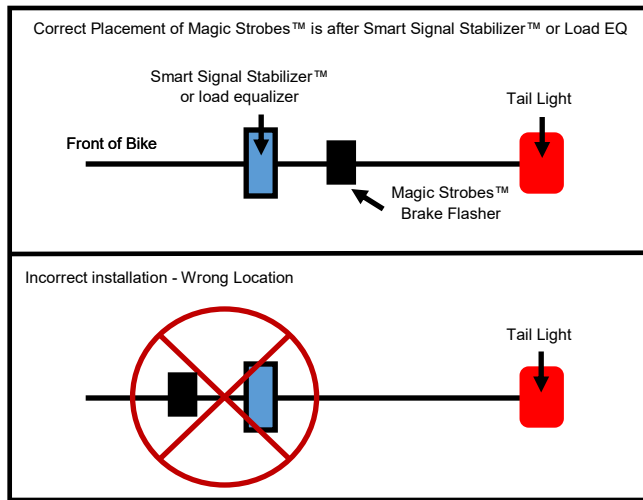 Correct Placement of Magic Strobes™ is after Smart Signal Stabilizer™ or Load EQ
Smart Signal Stabilizer™
or load equalizer
Tail Light
Front of Bike
Magic Strobes™
Brake Flasher
Incorrect installation - Wrong Location
Tail Light